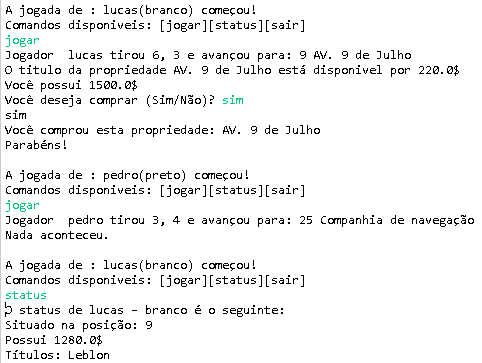 A jogada de : lucas(branco) começou!
Comandos disponiveis: [jogar][status][sair]
jogar
Jogador  lucas tirou 6, 3 e avançou para: 9 AV. 9 de Julho
O titulo da propriedade AV. 9 de Julho está disponivel por 220.0$
Você possui 1500.0$
Você deseja comprar (Sim/Não)? sim
sim
Você comprou esta propriedade: AV. 9 de Julho
Parabéns!
A jogada de : pedro(preto) começou!
Comandos disponiveis: [jogar][status][sair]
jogar
Jogador  pedro tirou 3, 4 e avançou para: 25 Companhia de navegação
Nada aconteceu.
A jogada de : lucas(branco) começou!
Comandos disponiveis: [jogar][status][sair]
status
O status de lucas - branco é o seguinte:
Situado na posição: 9
Possui 1280.0$
Títulos: Leblon